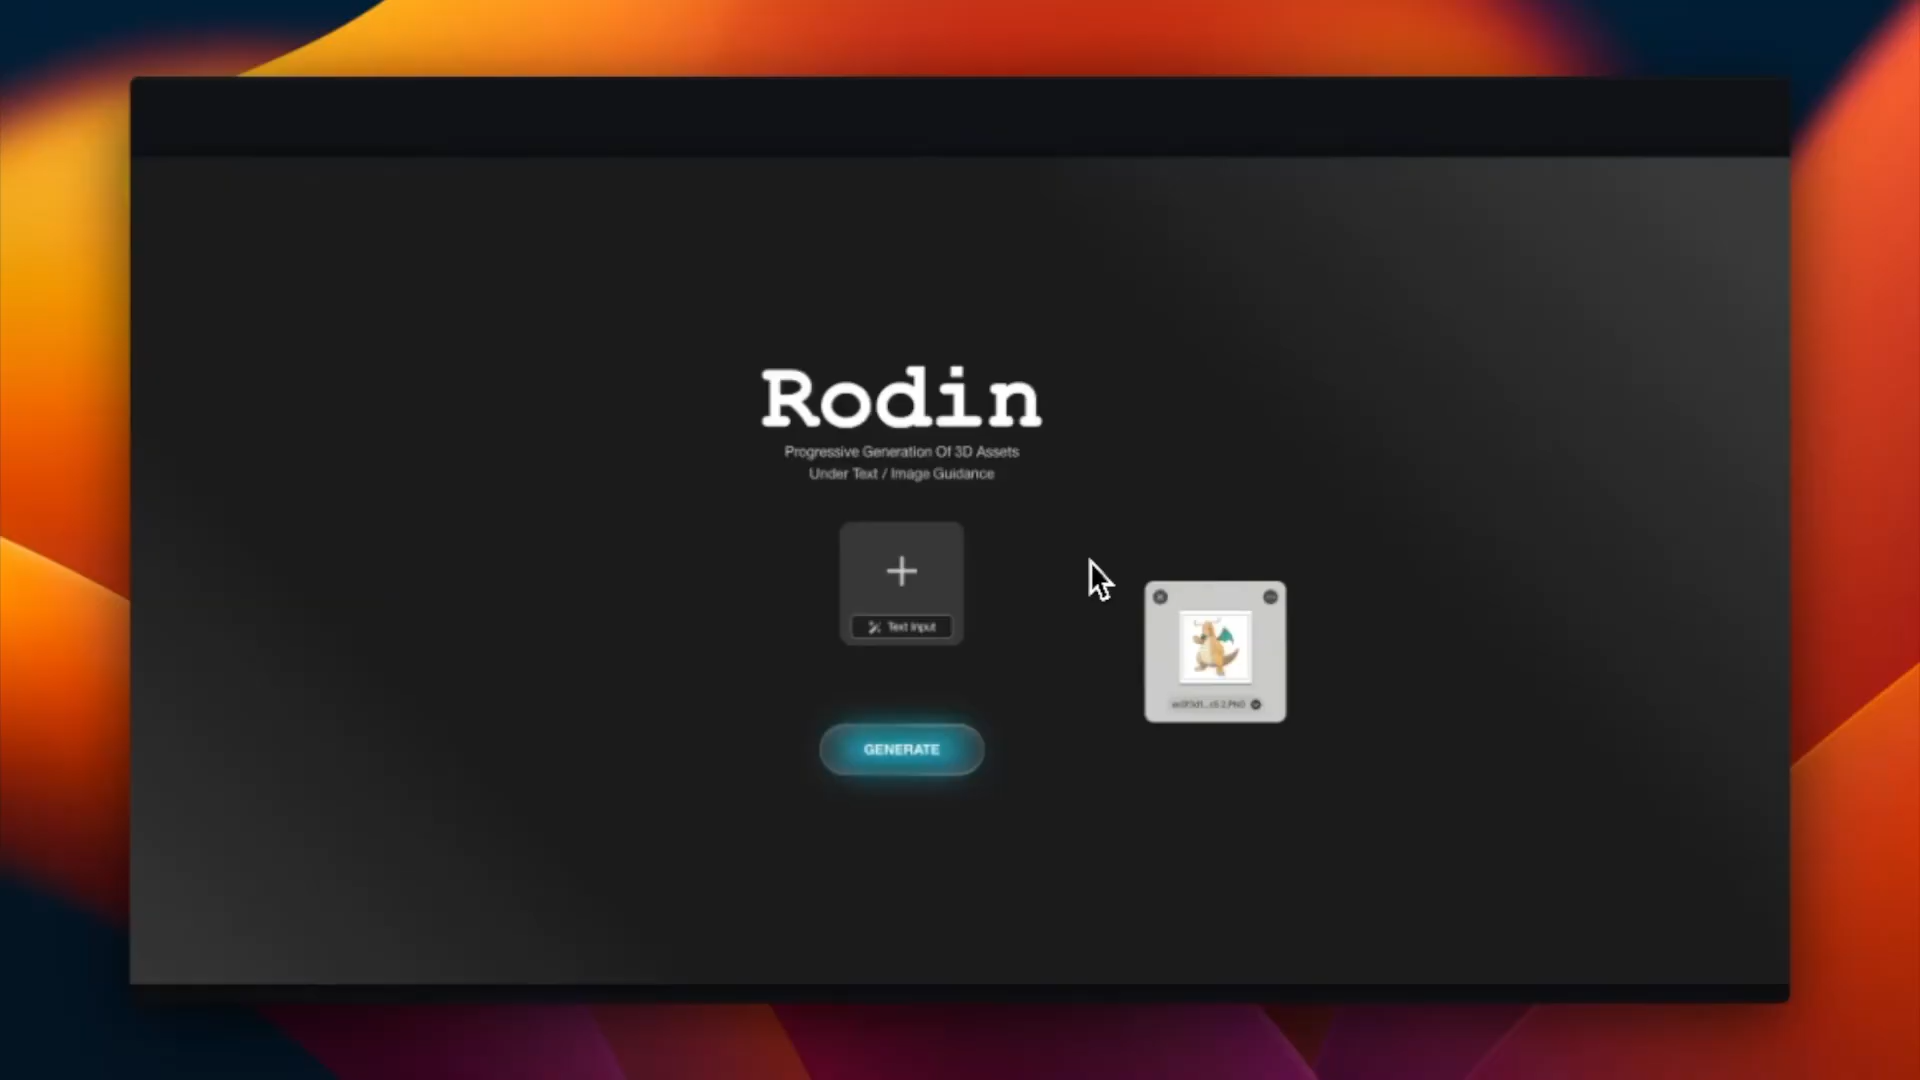 Rodin
Progressive Generation Of 3D Assets
Under Text / Image Guidance
Text Input
GENERATE